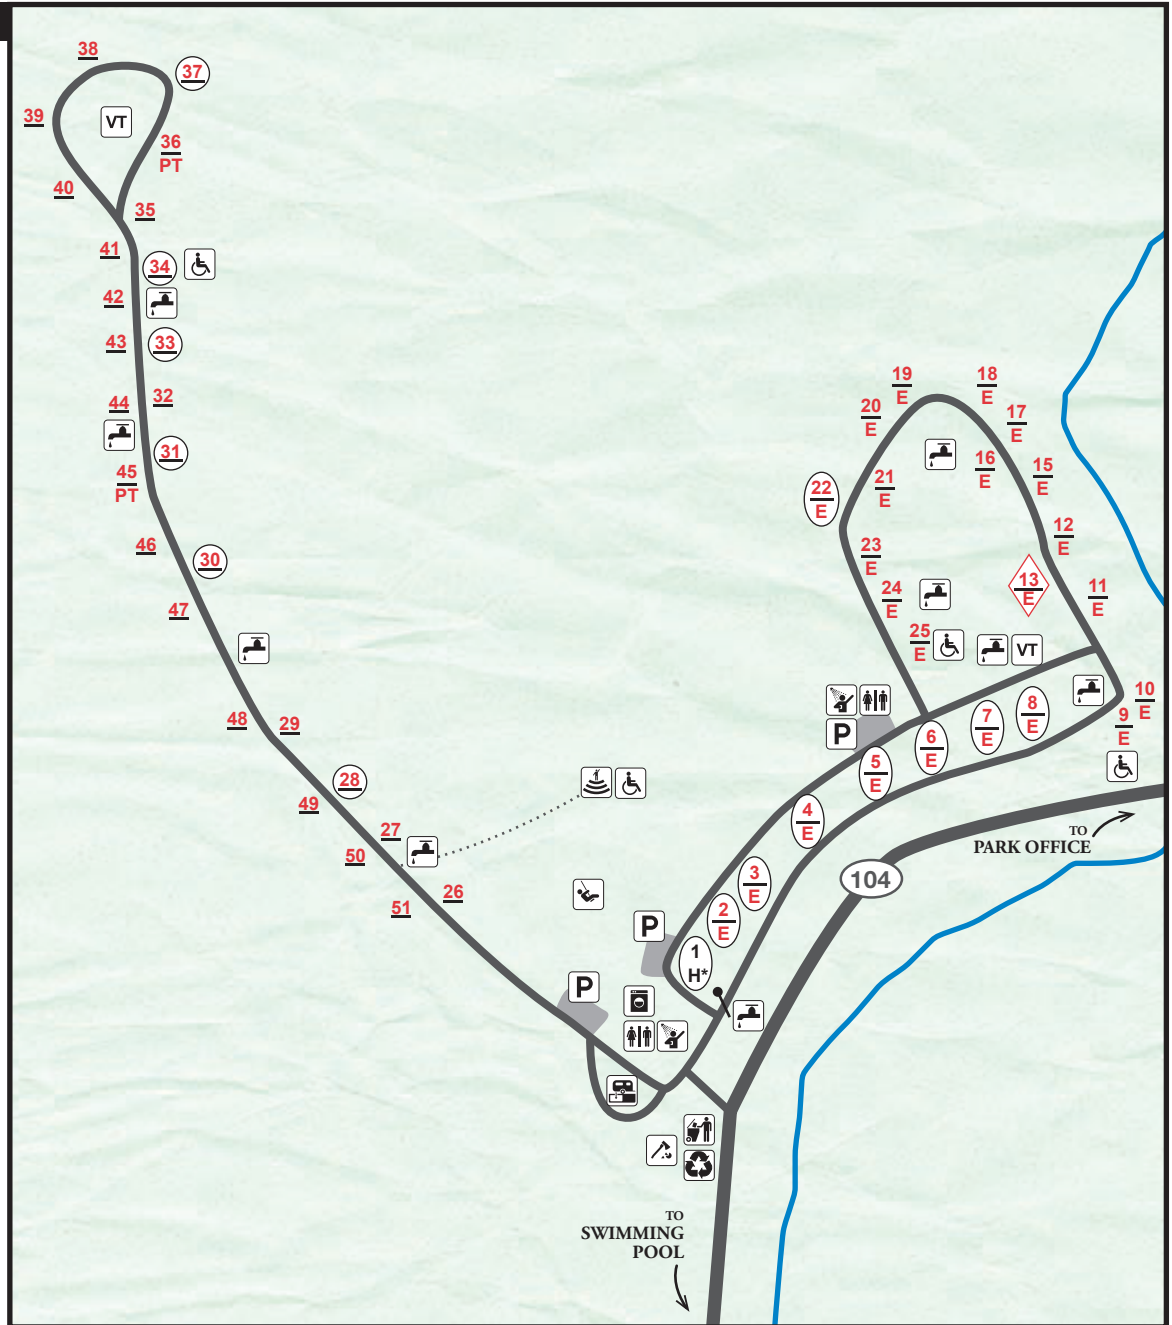 38
37
39
VT
36
PT
40
35
41
34
42
43
33
44
32
31
45
PT
46
30
47
48
29
28
49
27
50
26
51
19
E
18
E
20
E
17
E
16
E
15
E
21
E
22
E
12
E
23
E
13
E
11
E
24
E
25
E
VT
10
E
9
E
8
E
7
E
6
E
P
5
E
4
E
TO
PARK OFFICE
104
3
E
2
E
P
1
H*
P
TO
SWIMMING
POOL